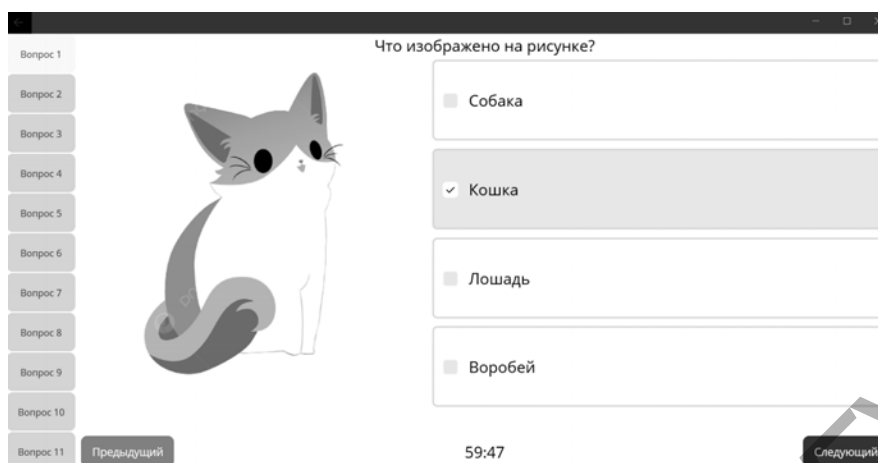 Вопрос 1
Вопрос 2
Вопрос 3
Вопрос 4
Вопрос 5
Вопрос 6
Вопрос 7
Вопрос 8
Вопрос 9
Вопрос 10
Вопрос 11
Что изображено на рисунке?
Собака
Кошка
Лошадь
Воробей
Предыдущий
59:47
Следующий